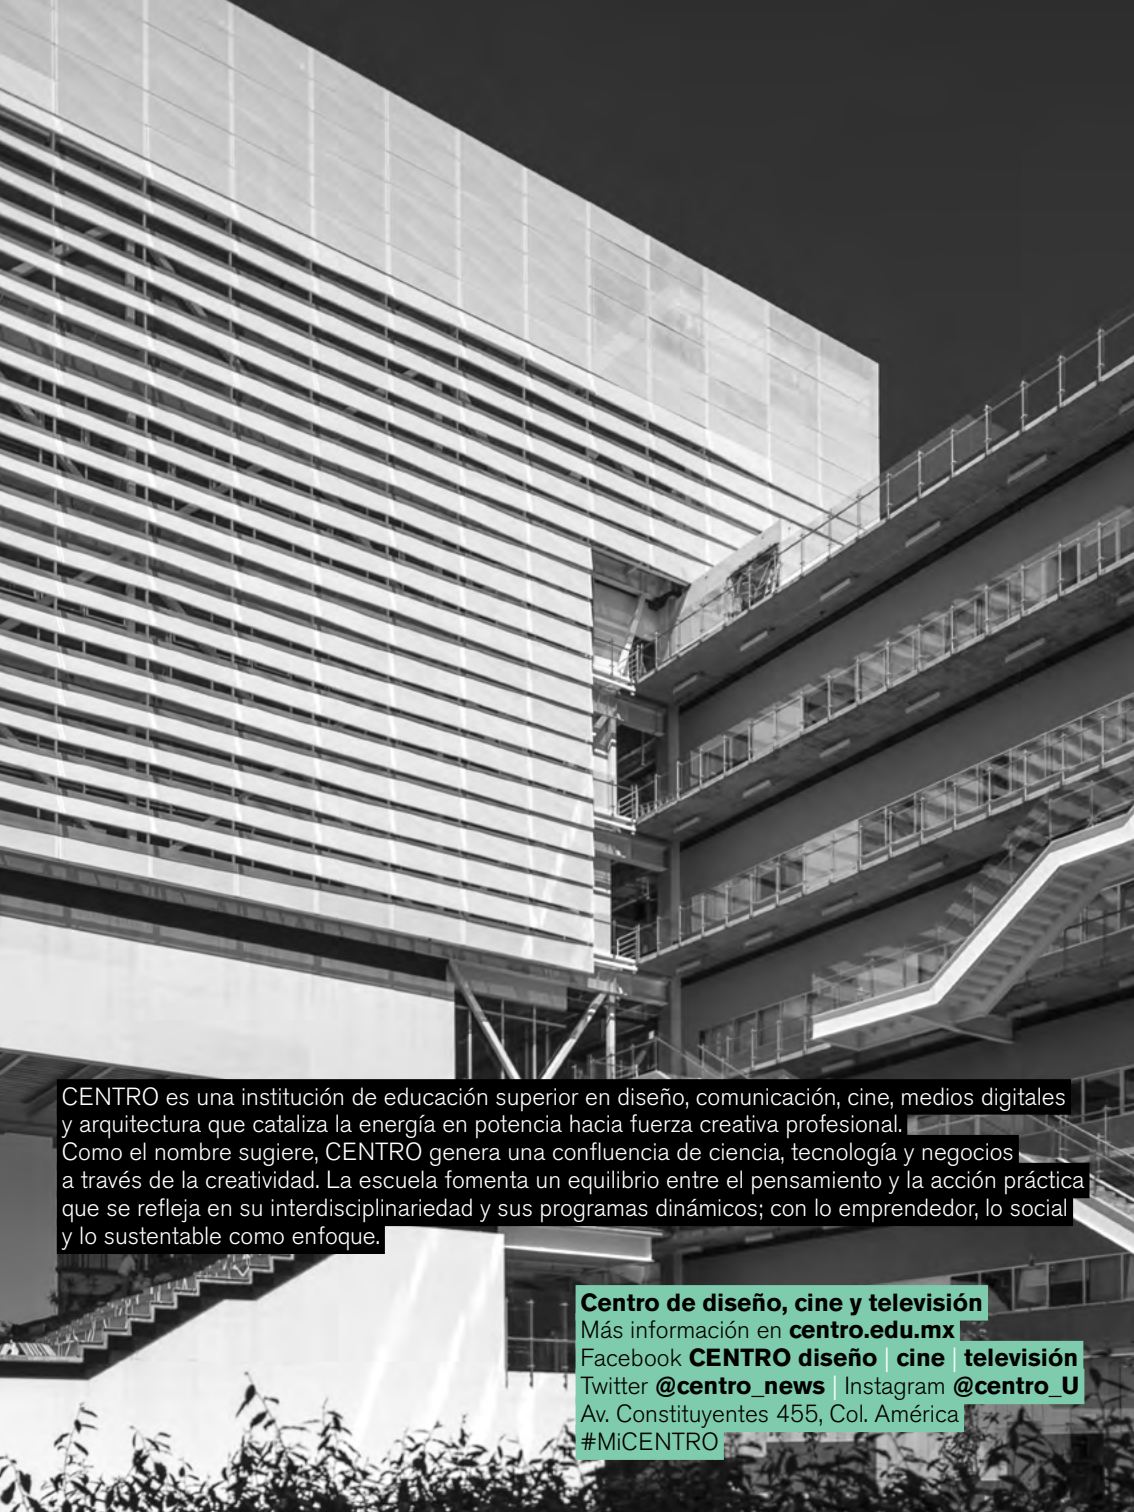 CENTRO es una institución de educación superior en diseño, comunicación, cine, medios digitales
y arquitectura que cataliza la energía en potencia hacia fuerza creativa profesional.
Como el nombre sugiere, CENTRO genera una confluencia de ciencia, tecnología y negocios
a través de la creatividad. La escuela fomenta un equilibrio entre el pensamiento y la acción práctica
que se refleja en su interdisciplinariedad y sus programas dinámicos; con lo emprendedor, lo social
y lo sustentable como enfoque.
Centro de diseño, cine y televisión
Más información en centro.edu.mx
Facebook CENTRO diseño | cine | televisión
Twitter @centro_news | Instagram @centro_U
Av. Constituyentes 455, Col. América
#MiCENTRO